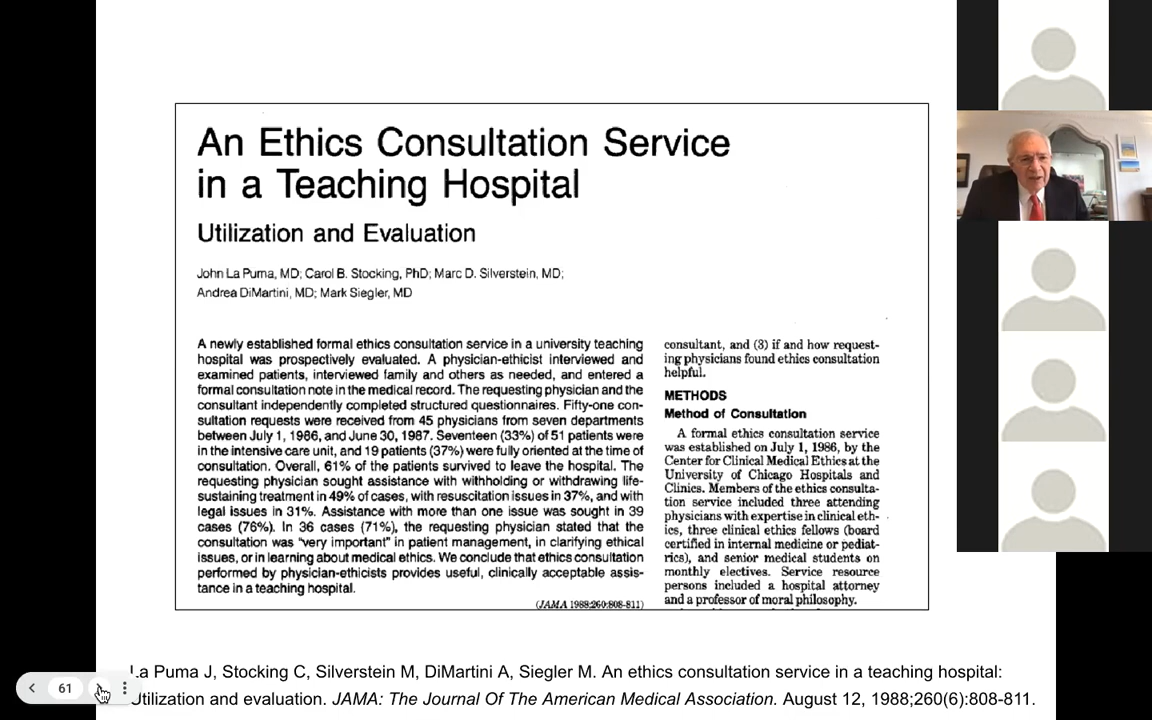 An Ethics Consultation Service
in a Teaching Hospital
Utilization and Evaluation
John La Puma, MD; Carol B. Stocking, PhD; Marc D. Silverstein, MD;
Andrea DiMartini, MD; Mark Siegler, MD
A newly established formal ethics consultation service in a university teaching
hospital was prospectively evaluated. A physician-ethicist interviewed and
examined patients, interviewed family and others as needed, and entered a
formal consultation note in the medical record. The requesting physician and the
consultant independently completed structured questionnaires. Fifty-one con-
sultation requests were received from 45 physicians from seven departments
between July 1, 1986, and June 30, 1987. Seventeen (33%) of 51 patients were
in the intensive care unit, and 19 patients (37%) were fully oriented at the time of
consultation. Overall, 61% of the patients survived to leave the hospital. The
requesting physician sought assistance with withholding or withdrawing life-
sustaining treatment in 49% of cases, with resuscitation issues in 37%, and with
legal issues in 31%. Assistance with more than one issue was sought in 39
cases (76%). In 36 cases (71%), the requesting physician stated that the
consultation was "very important" in patient management, in clarifying ethical
issues, or in learning about medical ethics. We conclude that ethics consultation
performed by physician-ethicists provides useful, clinically acceptable assis-
tance in a teaching hospital.
(JAMA 1988;260:808-811)
consultant, and (3) if and how request-
ing physicians found ethics consultation
helpful.
METHODS
Method of Consultation
A formal ethics consultation service
was established on July 1, 1986, by the
Center for Clinical Medical Ethics at the
University of Chicago Hospitals and
Clinics. Members of the ethics consulta-
tion service included three attending
physicians with expertise in clinical eth-
ics, three clinical ethics fellows (board
certified in internal medicine or pediat-
rics), and senior medical students on
monthly electives. Service resource
persons included a hospital attorney
and a professor of moral philosophy.
La Puma J, Stocking C, Silverstein M, DiMartini A, Siegler M. An ethics consultation service in a teaching hospital:
Utilization and evaluation. JAMA: The Journal Of The American Medical Association. August 12, 1988;260(6):808-811.
61